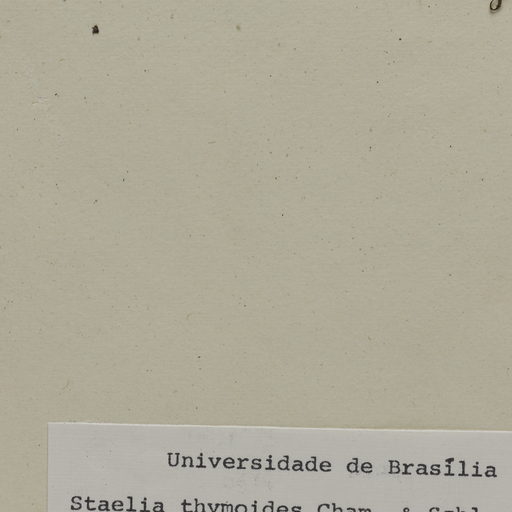 Universidade de Brasília
Staelia thymoides Cham. & Schl